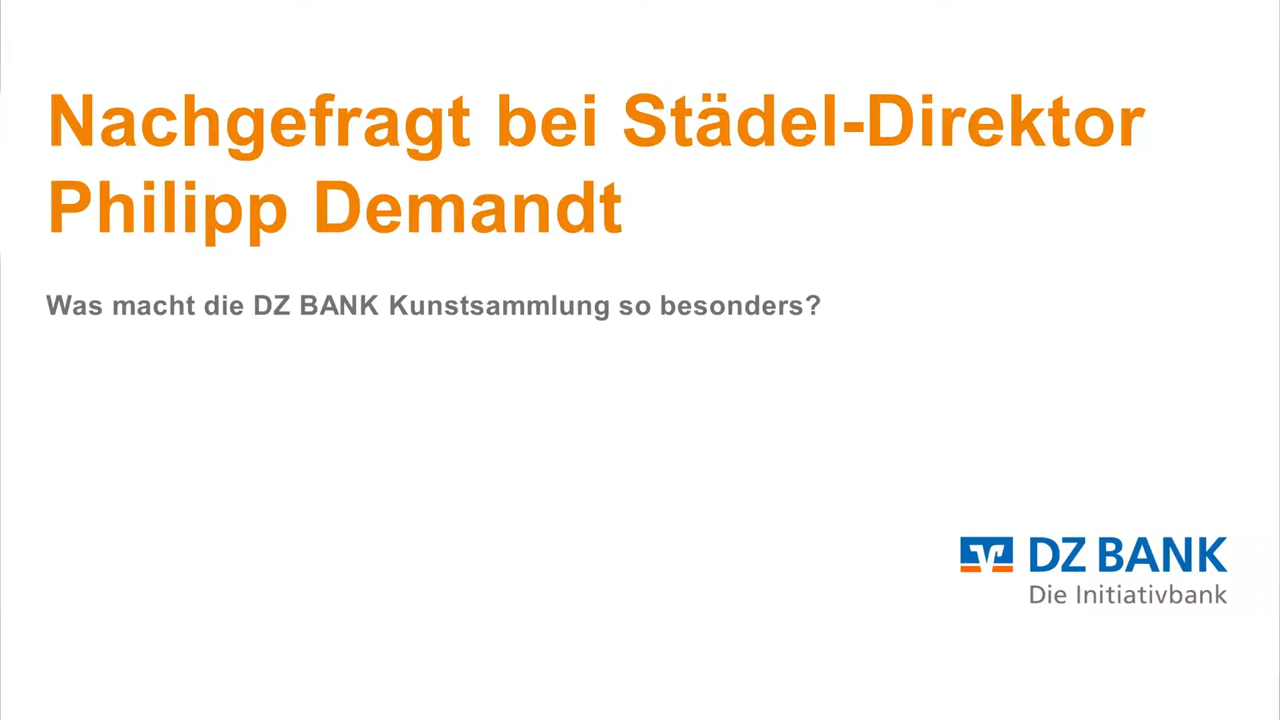 Nachgefragt bei Städel-Direktor
Philipp Demandt
Was macht die DZ BANK Kunstsammlung so besonders?
DZ BANK
Die Initiativbank